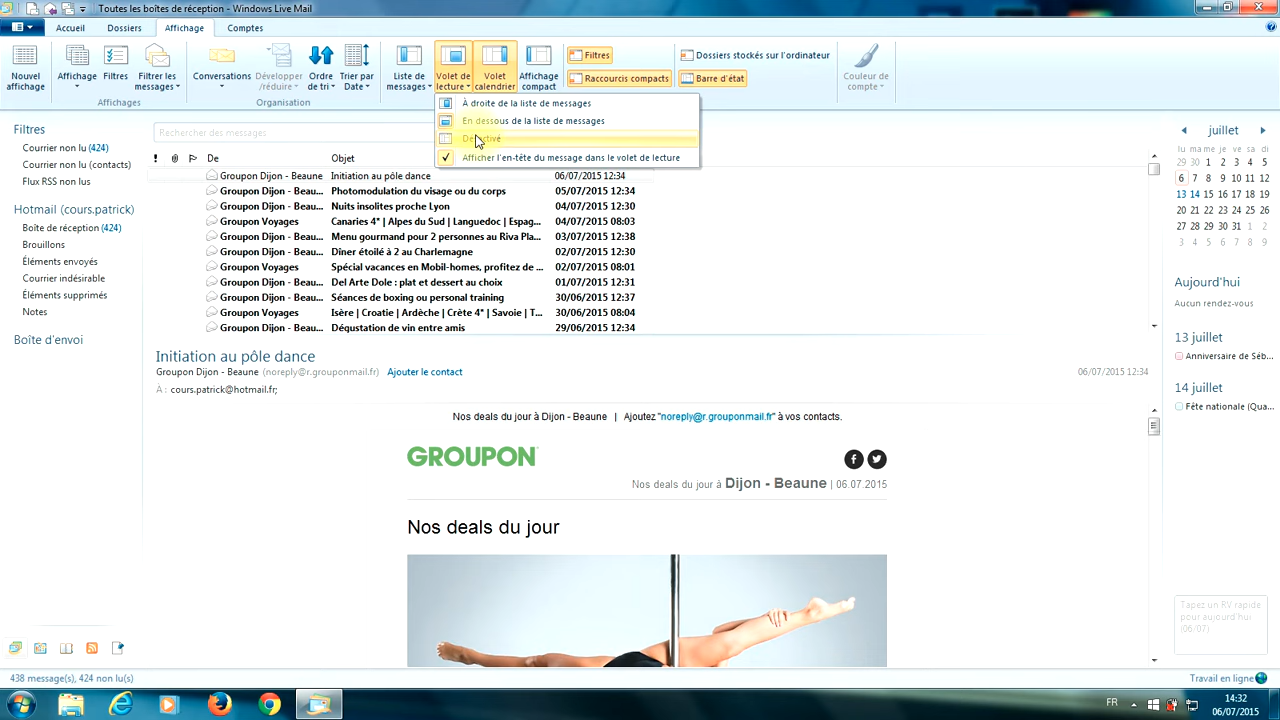 Toutes les boîtes de réception - Windows Live Mail
Accueil Dossiers Affichage Comptes
Nouvel affichage
Affichage
Filtres
Filtrer les messages
Conversations
Développer /réduire
Ordre de tri
Trier par Date
Liste de messages
Volet de lecture
Volet calendrier
Affichage compact
Filtres
Raccourcis compacts
Dossiers stockés sur l'ordinateur
Barre d'état
Couleur de compte
Affichages
Organisation
À droite de la liste de messages
En dessous de la liste de messages
Afficher l'en-tête du message dans le volet de lecture
Filtres
Courrier non lu (424)
Courrier non lu (contacts)
Flux RSS non lus
Hotmail (cours.patrick)
Boîte de réception (424)
Brouillons
Éléments envoyés
Courrier indésirable
Éléments supprimés
Notes
Boîte d'envoi
Rechercher des messages
! De Objet
Groupon Dijon - Beaune Initiation au pôle dance 06/07/2015 12:34
Groupon Dijon - Beau... Photomodulation du visage ou du corps 05/07/2015 12:34
Groupon Dijon - Beau... Nuits insolites proche Lyon 04/07/2015 12:30
Groupon Voyages Canaries 4* | Alpes du Sud | Languedoc | Espag... 04/07/2015 08:03
Groupon Dijon - Beau... Menu gourmand pour 2 personnes au Riva Pla... 03/07/2015 12:38
Groupon Dijon - Beau... Dîner étoilé à 2 au Charlemagne 02/07/2015 12:30
Groupon Voyages Spécial vacances en Mobil-homes, profitez de ... 02/07/2015 08:01
Groupon Dijon - Beau... Del Arte Dole : plat et dessert au choix 01/07/2015 12:31
Groupon Dijon - Beau... Séances de boxing ou personal training 30/06/2015 12:37
Groupon Voyages Isère | Croatie | Ardèche | Crète 4* | Savoie | T... 30/06/2015 08:04
Groupon Dijon - Beau... Dégustation de vin entre amis 29/06/2015 12:34
Initiation au pôle dance
Groupon Dijon - Beaune (noreply@r.grouponmail.fr) Ajouter le contact 06/07/2015 12:34
À : cours.patrick@hotmail.fr;
Nos deals du jour à Dijon - Beaune | Ajoutez "noreply@r.grouponmail.fr" à vos contacts.
GROUPON
Nos deals du jour à Dijon - Beaune | 06.07.2015
Nos deals du jour
juillet
lu ma me je ve sa di
29 30 1 2 3 4 5
6 7 8 9 10 11 12
13 14 15 16 17 18 19
20 21 22 23 24 25 26
27 28 29 30 31 1 2
3 4 5 6 7 8 9
Aujourd'hui
Aucun rendez-vous
13 juillet
Anniversaire de Séb...
14 juillet
Fête nationale (Qua...
Tapez un RV rapide
pour aujourd'hui
(06/07)
438 message(s), 424 non lu(s)
Travail en ligne
FR
14:32
06/07/2015